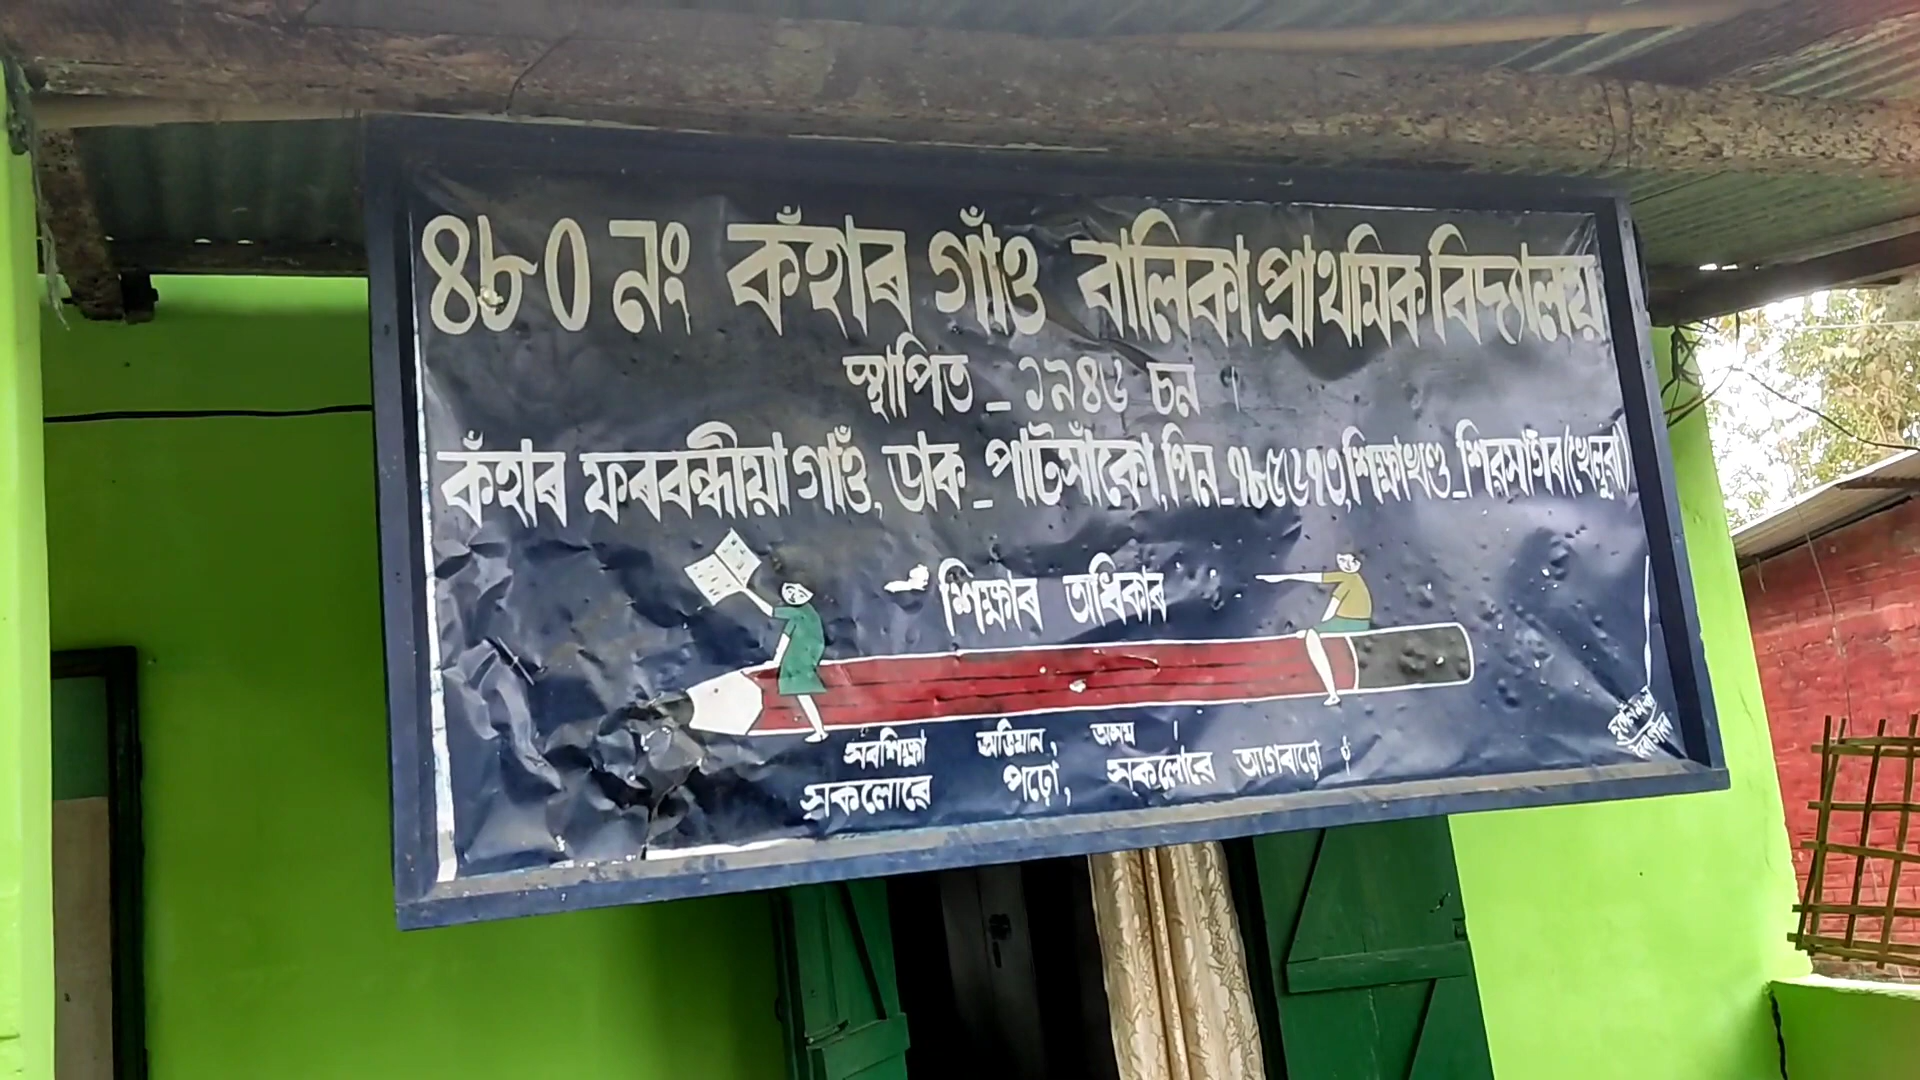 ৪৮০ নং কঁহাৰ গাঁও বালিকা প্ৰাথমিক বিদ্যালয়
স্থাপিত - ১৯৪৬ চন ।
কঁহাৰ ফৰবন্ধীয়া গাঁও, ডাক - পাটসাঁকো, পিন - ৭৮৫৬৭৩, শিক্ষাখণ্ড - শিৱসাগৰ (খেলুৱা)
শিক্ষাৰ অধিকাৰ
সৰ্বশিক্ষা অভিযান, অসম ।
সকলোৱে পঢ়ো, সকলোৱে আগবাঢ়ো ।